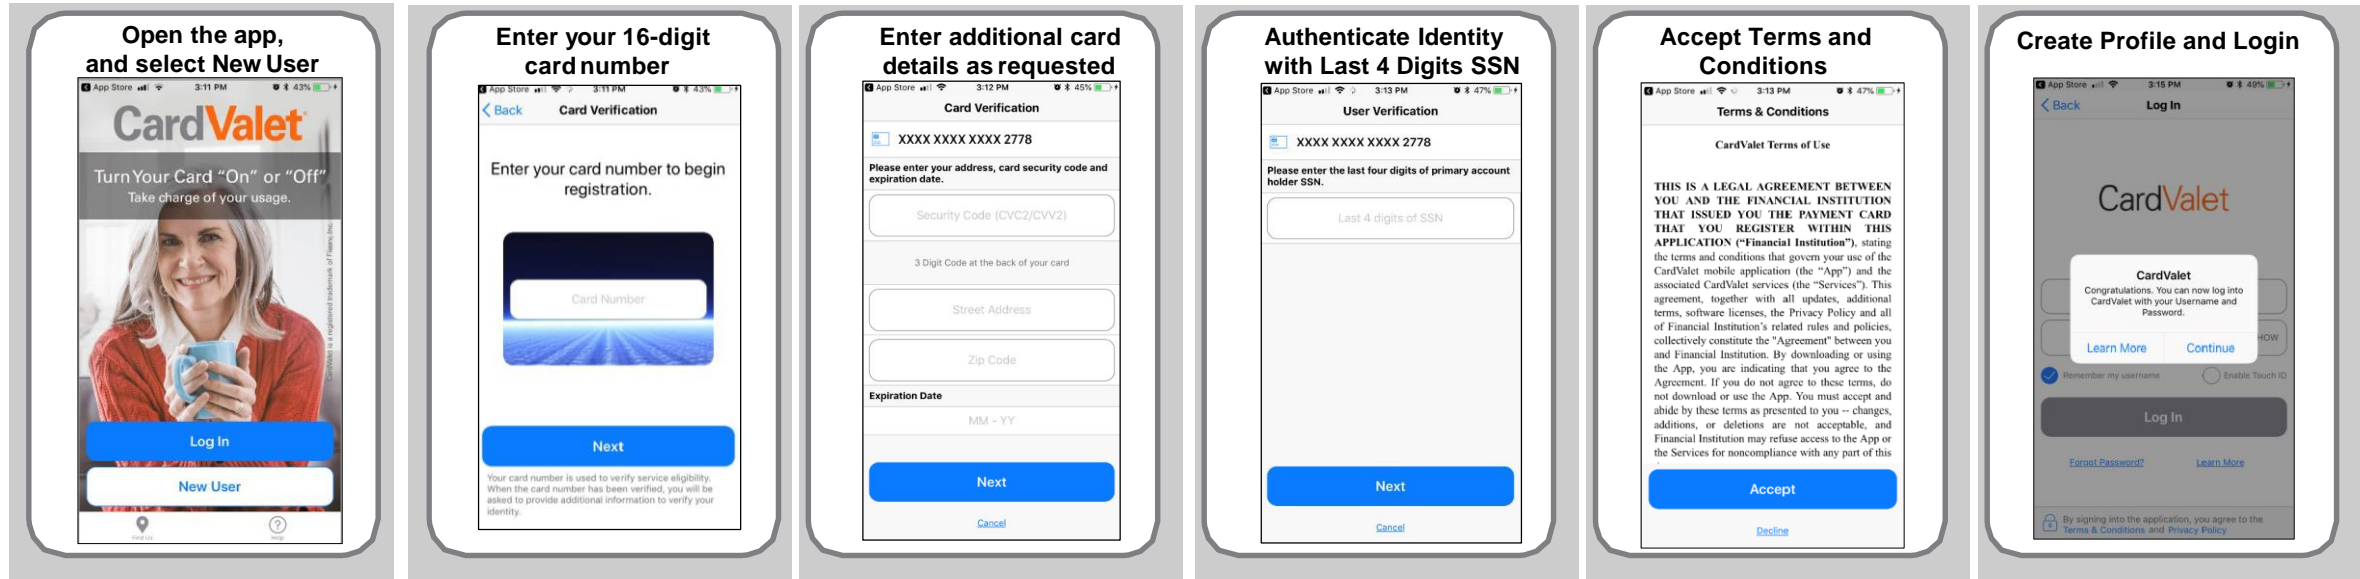 Open the app,
and select New User
App Store 3:11 PM 43%
CardValet
Turn Your Card “On” or “Off”
Take charge of your usage.
CardValet is a registered trademark of Fiserv, Inc.
Log In
New User
Find Us Help
Enter your 16-digit
card number
App Store 3:11 PM 43%
Back Card Verification
Enter your card number to begin
registration.
Card Number
Next
Your card number is used to verify service eligibility.
When the card number has been verified, you will be
asked to provide additional information to verify your
identity.
Enter additional card
details as requested
App Store 3:12 PM 45%
Card Verification
XXXX XXXX XXXX 2778
Please enter your address, card security code and
expiration date.
Security Code (CVC2/CVV2)
3 Digit Code at the back of your card
Street Address
Zip Code
Expiration Date
MM - YY
Next
Cancel
Authenticate Identity
with Last 4 Digits SSN
App Store 3:13 PM 47%
User Verification
XXXX XXXX XXXX 2778
Please enter the last four digits of primary account
holder SSN.
Last 4 digits of SSN
Next
Cancel
Accept Terms and
Conditions
App Store 3:13 PM 47%
Terms & Conditions
CardValet Terms of Use
THIS IS A LEGAL AGREEMENT BETWEEN
YOU AND THE FINANCIAL INSTITUTION
THAT ISSUED YOU THE PAYMENT CARD
THAT YOU REGISTER WITHIN THIS
APPLICATION (“Financial Institution”), stating
the terms and conditions that govern your use of the
CardValet mobile application (the “App”) and the
associated CardValet services (the “Services”). This
agreement, together with all updates, additional
terms, software licenses, the Privacy Policy and all
of Financial Institution’s related rules and policies,
collectively constitute the "Agreement" between you
and Financial Institution. By downloading or using
the App, you are indicating that you agree to the
Agreement. If you do not agree to these terms, do
not download or use the App. You must accept and
abide by these terms as presented to you -- changes,
additions, or deletions are not acceptable, and
Financial Institution may refuse access to the App or
the Services for noncompliance with any part of this
Accept
Decline
Create Profile and Login
App Store 3:15 PM 49%
Back Log In
CardValet
CardValet
Congratulations. You can now log into
CardValet with your Username and
Password.
Learn More Continue
HOW
Remember my username Enable Touch ID
Log In
Forgot Password? Learn More
By signing into the application, you agree to the
Terms & Conditions and Privacy Policy